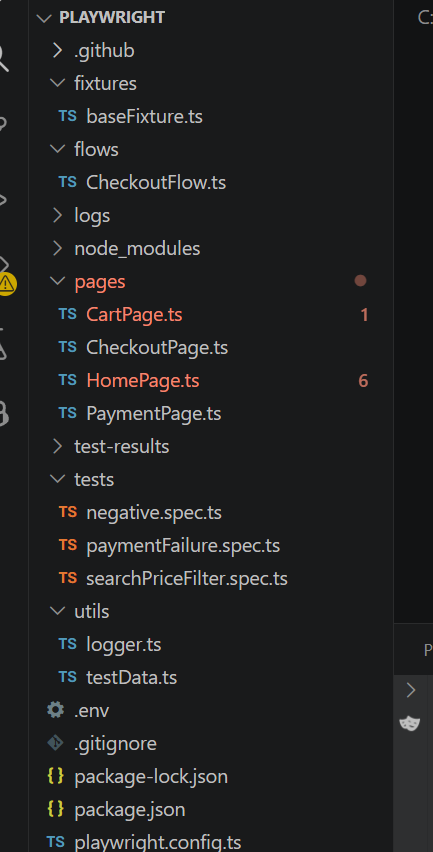 PLAYWRIGHT
.github
fixtures
TS baseFixture.ts
flows
TS CheckoutFlow.ts
logs
node_modules
pages
TS CartPage.ts 1
TS CheckoutPage.ts
TS HomePage.ts 6
TS PaymentPage.ts
test-results
tests
TS negative.spec.ts
TS paymentFailure.spec.ts
TS searchPriceFilter.spec.ts
utils
TS logger.ts
TS testData.ts
.env
.gitignore
{ } package-lock.json
{ } package.json
TS playwright.config.ts